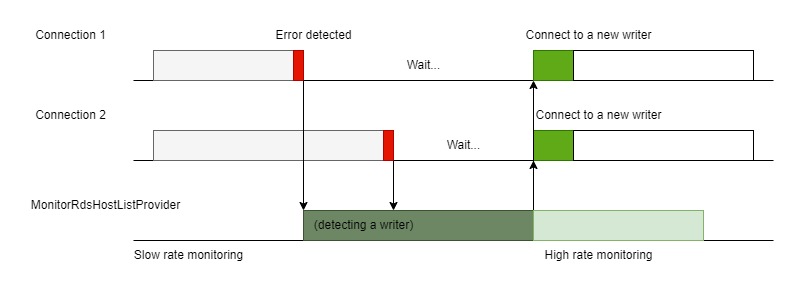 Connection 1
Error detected
Connect to a new writer
Wait...
Connection 2
Connect to a new writer
Wait...
MonitorRdsHostListProvider
(detecting a writer)
Slow rate monitoring
High rate monitoring